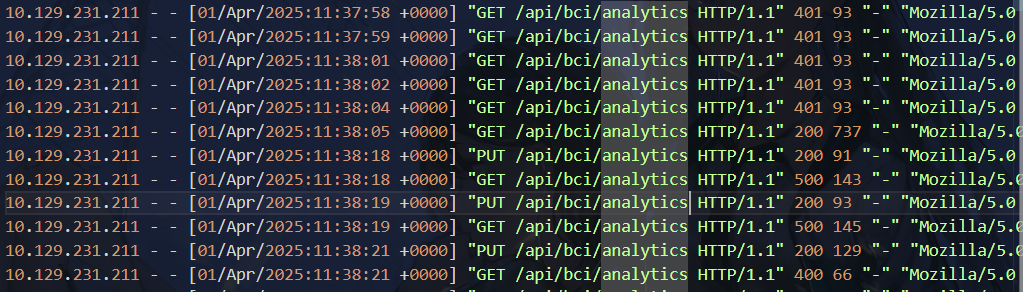 10.129.231.211 - - [01/Apr/2025:11:37:58 +0000] "GET /api/bci/analytics HTTP/1.1" 401 93 "-" "Mozilla/5.0
10.129.231.211 - - [01/Apr/2025:11:37:59 +0000] "GET /api/bci/analytics HTTP/1.1" 401 93 "-" "Mozilla/5.0
10.129.231.211 - - [01/Apr/2025:11:38:01 +0000] "GET /api/bci/analytics HTTP/1.1" 401 93 "-" "Mozilla/5.0
10.129.231.211 - - [01/Apr/2025:11:38:02 +0000] "GET /api/bci/analytics HTTP/1.1" 401 93 "-" "Mozilla/5.0
10.129.231.211 - - [01/Apr/2025:11:38:04 +0000] "GET /api/bci/analytics HTTP/1.1" 401 93 "-" "Mozilla/5.0
10.129.231.211 - - [01/Apr/2025:11:38:05 +0000] "GET /api/bci/analytics HTTP/1.1" 200 737 "-" "Mozilla/5.
10.129.231.211 - - [01/Apr/2025:11:38:18 +0000] "PUT /api/bci/analytics HTTP/1.1" 200 91 "-" "Mozilla/5.0
10.129.231.211 - - [01/Apr/2025:11:38:18 +0000] "GET /api/bci/analytics HTTP/1.1" 500 143 "-" "Mozilla/5.
10.129.231.211 - - [01/Apr/2025:11:38:19 +0000] "PUT /api/bci/analytics HTTP/1.1" 200 93 "-" "Mozilla/5.0
10.129.231.211 - - [01/Apr/2025:11:38:19 +0000] "GET /api/bci/analytics HTTP/1.1" 500 145 "-" "Mozilla/5.
10.129.231.211 - - [01/Apr/2025:11:38:21 +0000] "PUT /api/bci/analytics HTTP/1.1" 200 129 "-" "Mozilla/5.
10.129.231.211 - - [01/Apr/2025:11:38:21 +0000] "GET /api/bci/analytics HTTP/1.1" 400 66 "-" "Mozilla/5.0